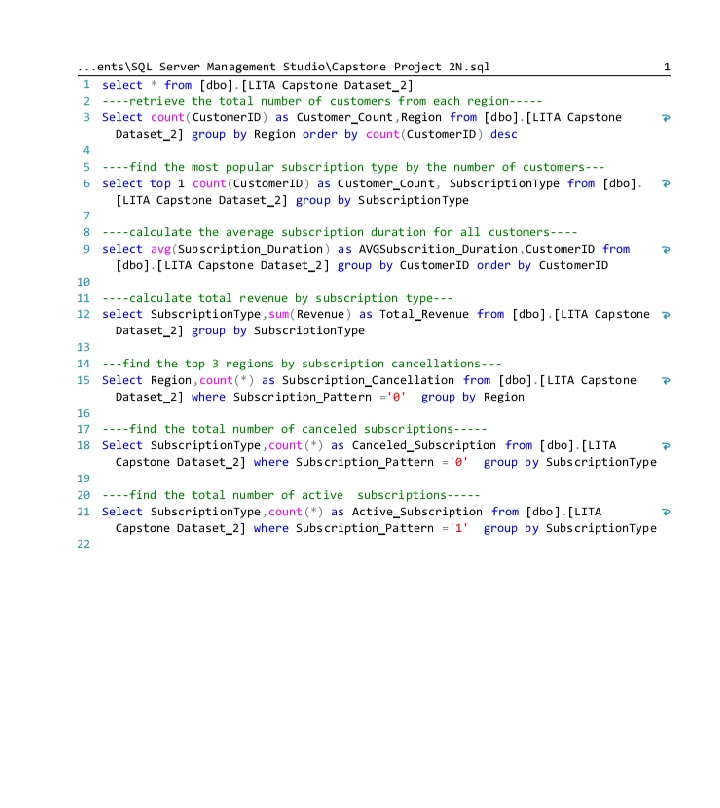 ...ents\SQL Server Management Studio\Capstore Project 2N.sql 1
1 select * from [dbo].[LITA Capstone Dataset_2]
2 ----retrieve the total number of customers from each region-----
3 Select count(CustomerID) as Customer_Count,Region from [dbo].[LITA Capstone
Dataset_2] group by Region order by count(CustomerID) desc
4
5 ----find the most popular subscription type by the number of customers---
6 select top 1 count(CustomerID) as Customer_Count, SubscriptionType from [dbo].
[LITA Capstone Dataset_2] group by SubscriptionType
7
8 ----calculate the average subscription duration for all customers----
9 select avg(Subscription_Duration) as AVGSubscrition_Duration,CustomerID from
[dbo].[LITA Capstone Dataset_2] group by CustomerID order by CustomerID
10
11 ----calculate total revenue by subscription type---
12 select SubscriptionType,sum(Revenue) as Total_Revenue from [dbo].[LITA Capstone
Dataset_2] group by SubscriptionType
13
14 ---find the top 3 regions by subscription cancellations---
15 Select Region,count(*) as Subscription_Cancellation from [dbo].[LITA Capstone
Dataset_2] where Subscription_Pattern ='0' group by Region
16
17 ----find the total number of canceled subscriptions-----
18 Select SubscriptionType,count(*) as Canceled_Subscription from [dbo].[LITA
Capstone Dataset_2] where Subscription_Pattern ='0' group by SubscriptionType
19
20 ----find the total number of active subscriptions-----
21 Select SubscriptionType,count(*) as Active_Subscription from [dbo].[LITA
Capstone Dataset_2] where Subscription_Pattern ='1' group by SubscriptionType
22